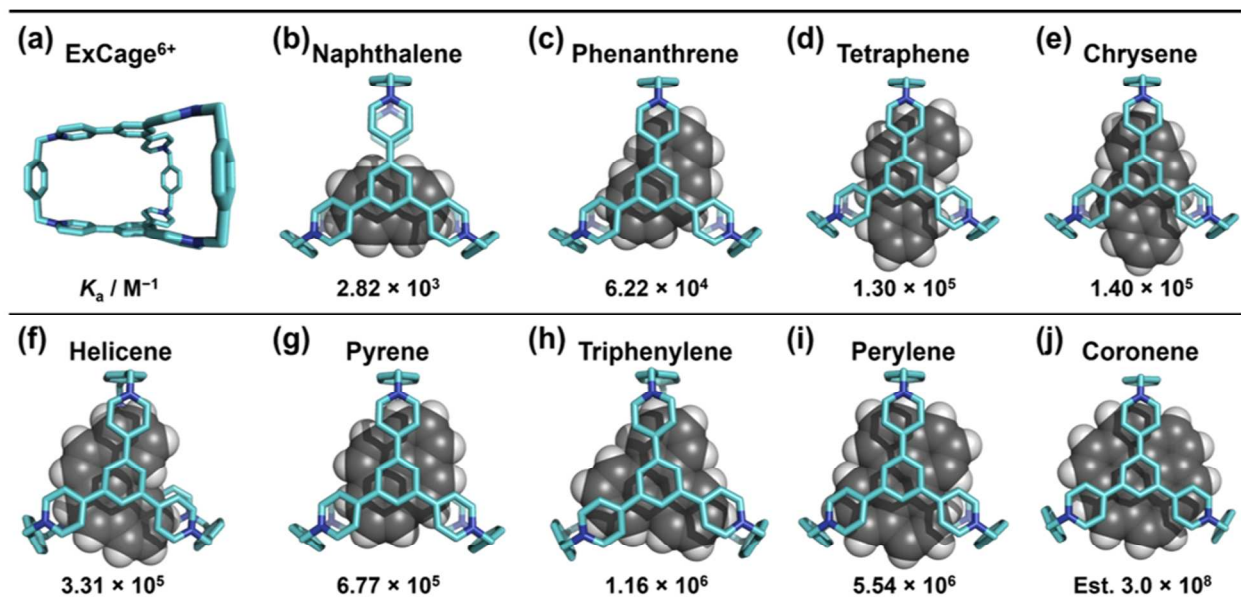 (a) ExCage⁶⁺
(b) Naphthalene
(c) Phenanthrene
(d) Tetraphene
(e) Chrysene
Kₐ / M⁻¹
2.82 × 10³
6.22 × 10⁴
1.30 × 10⁵
1.40 × 10⁵
(f) Helicene
(g) Pyrene
(h) Triphenylene
(i) Perylene
(j) Coronene
3.31 × 10⁵
6.77 × 10⁵
1.16 × 10⁶
5.54 × 10⁶
Est. 3.0 × 10⁸